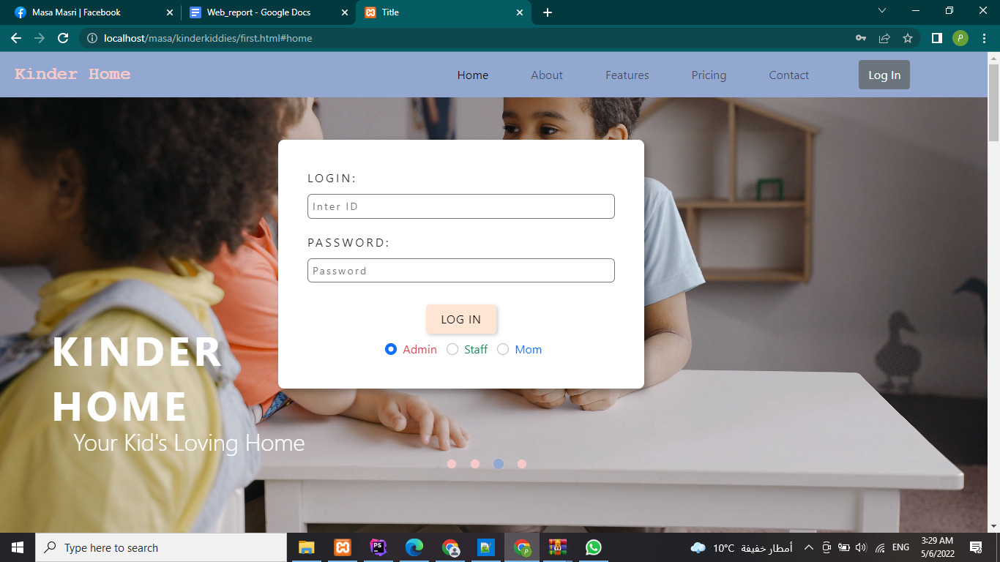 Masa Masri | Facebook
Web_report - Google Docs
Title
localhost/masa/kinderkiddies/first.html#home
P
Kinder Home
Home
About
Features
Pricing
Contact
Log In
LOGIN:
Inter ID
PASSWORD:
Password
LOG IN
Admin
Staff
Mom
KINDER
HOME
Your Kid's Loving Home
Type here to search
PS
P
10°C أمطار خفيفة
ENG
3:29 AM
5/6/2022